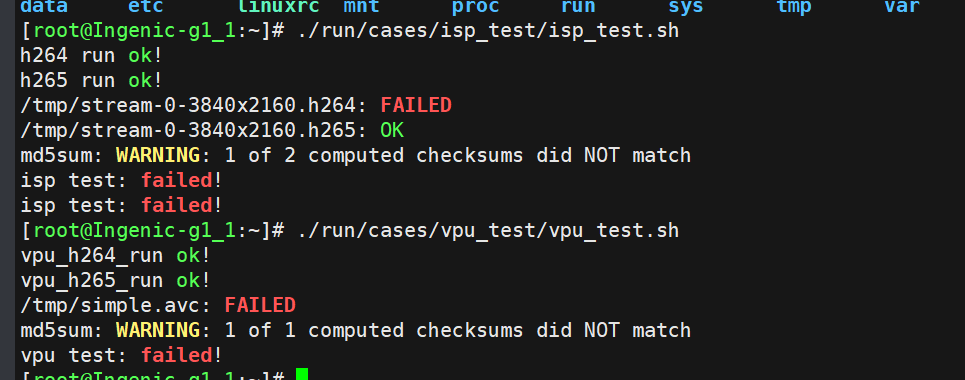 data etc linuxrc mnt proc run sys tmp var
[root@Ingenic-g1_1:~]# ./run/cases/isp_test/isp_test.sh
h264 run ok!
h265 run ok!
/tmp/stream-0-3840x2160.h264: FAILED
/tmp/stream-0-3840x2160.h265: OK
md5sum: WARNING: 1 of 2 computed checksums did NOT match
isp test: failed!
isp test: failed!
[root@Ingenic-g1_1:~]# ./run/cases/vpu_test/vpu_test.sh
vpu_h264_run ok!
vpu_h265_run ok!
/tmp/simple.avc: FAILED
md5sum: WARNING: 1 of 1 computed checksums did NOT match
vpu test: failed!
[root@Ingenic-g1_1:~]#